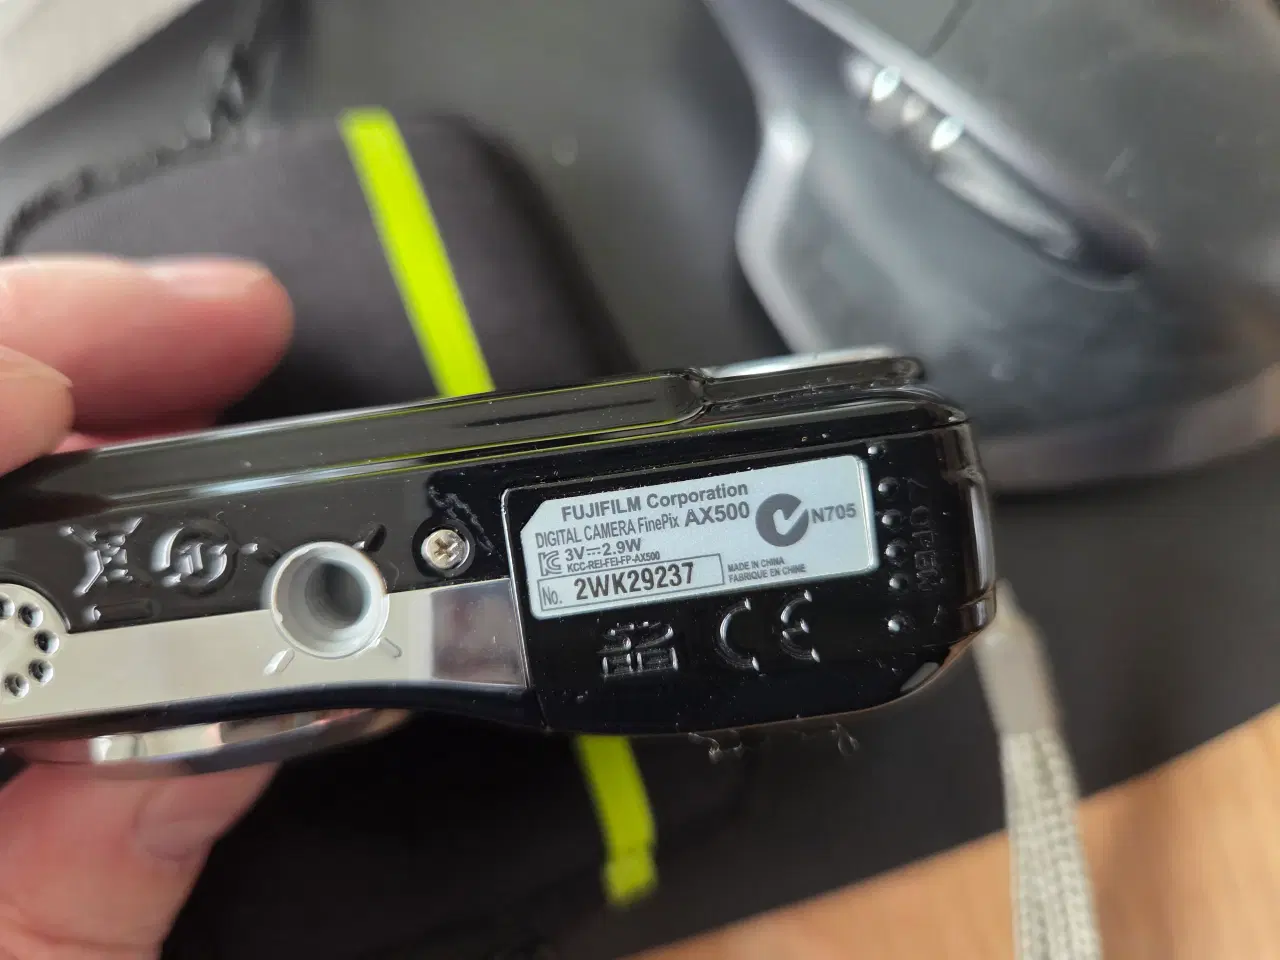 FUJIFILM Corporation
DIGITAL CAMERA FinePix AX500
N705
3V⎓2.9W
KCC-REI-FEI-FP-AX500
No. 2WK29237
MADE IN CHINA
FABRIQUÉ EN CHINE
CE
OPEN